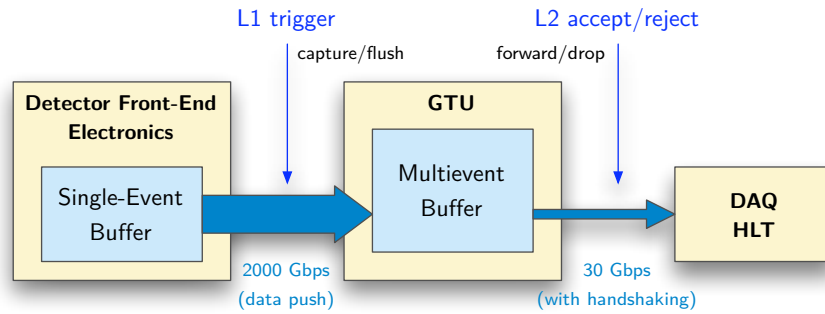 L1 trigger
capture/flush
L2 accept/reject
forward/drop
Detector Front-End
Electronics
Single-Event
Buffer
GTU
Multievent
Buffer
DAQ
HLT
2000 Gbps
(data push)
30 Gbps
(with handshaking)